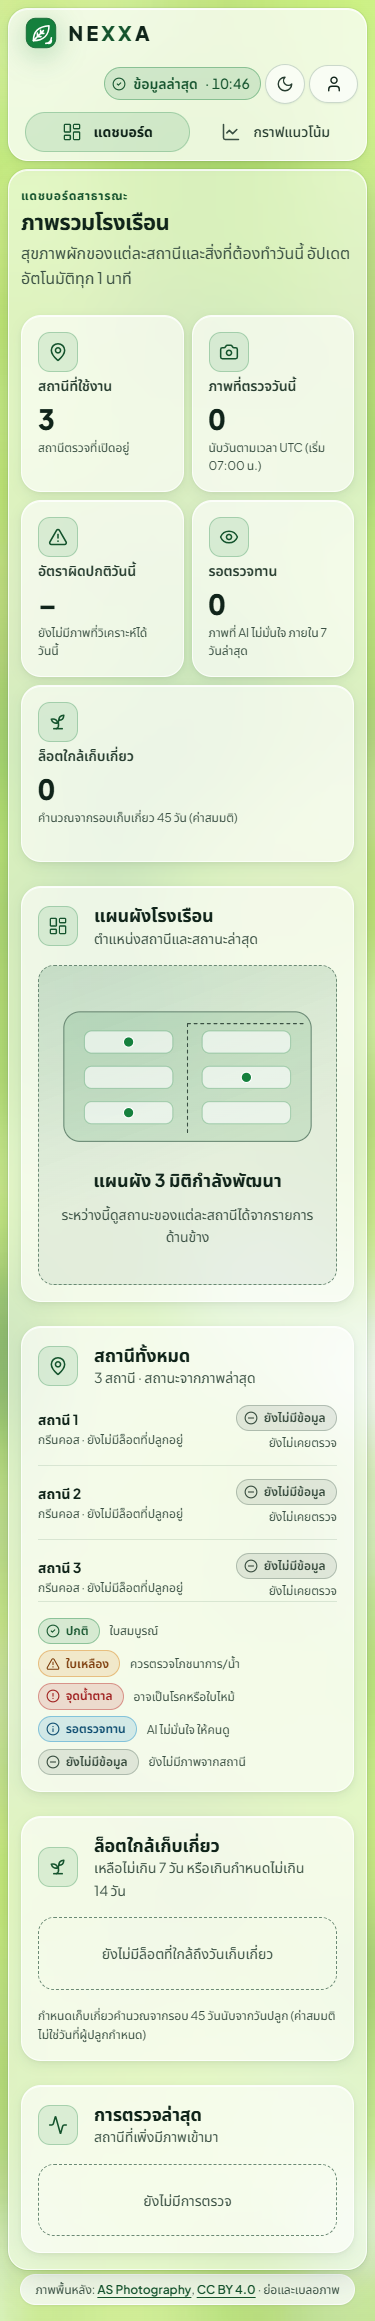 NEXXA
ข้อมูลล่าสุด · 10:46
แดชบอร์ด
กราฟแนวโน้ม
แดชบอร์ดสาธารณะ
ภาพรวมโรงเรือน
สุขภาพผักของแต่ละสถานีและสิ่งที่ต้องทำวันนี้ อัปเดต
อัตโนมัติทุก 1 นาที
สถานีที่ใช้งาน
3
สถานีตรวจที่เปิดอยู่
ภาพที่ตรวจวันนี้
0
นับวันตามเวลา UTC (เริ่ม
07:00 น.)
อัตราผิดปกติวันนี้
–
ยังไม่มีภาพที่วิเคราะห์ได้
วันนี้
รอตรวจทาน
0
ภาพที่ AI ไม่มั่นใจ ภายใน 7
วันล่าสุด
ล็อตใกล้เก็บเกี่ยว
0
คำนวณจากรอบเก็บเกี่ยว 45 วัน (ค่าสมมติ)
แผนผังโรงเรือน
ตำแหน่งสถานีและสถานะล่าสุด
แผนผัง 3 มิติกำลังพัฒนา
ระหว่างนี้ดูสถานะของแต่ละสถานีได้จากรายการ
ด้านข้าง
สถานีทั้งหมด
3 สถานี · สถานะจากภาพล่าสุด
สถานี 1
ยังไม่มีข้อมูล
กรีนคอส · ยังไม่มีล็อตที่ปลูกอยู่
ยังไม่เคยตรวจ
สถานี 2
ยังไม่มีข้อมูล
กรีนคอส · ยังไม่มีล็อตที่ปลูกอยู่
ยังไม่เคยตรวจ
สถานี 3
ยังไม่มีข้อมูล
กรีนคอส · ยังไม่มีล็อตที่ปลูกอยู่
ยังไม่เคยตรวจ
ปกติ ใบสมบูรณ์
ใบเหลือง ควรตรวจโภชนาการ/น้ำ
จุดน้ำตาล อาจเป็นโรคหรือใบไหม้
รอตรวจทาน AI ไม่มั่นใจ ให้คนดู
ยังไม่มีข้อมูล ยังไม่มีภาพจากสถานี
ล็อตใกล้เก็บเกี่ยว
เหลือไม่เกิน 7 วัน หรือเกินกำหนดไม่เกิน
14 วัน
ยังไม่มีล็อตที่ใกล้ถึงวันเก็บเกี่ยว
กำหนดเก็บเกี่ยวคำนวณจากรอบ 45 วันนับจากวันปลูก (ค่าสมมติ
ไม่ใช่วันที่ผู้ปลูกกำหนด)
การตรวจล่าสุด
สถานีที่เพิ่งมีภาพเข้ามา
ยังไม่มีการตรวจ
ภาพพื้นหลัง: AS Photography, CC BY 4.0 · ย่อและเบลอภาพ